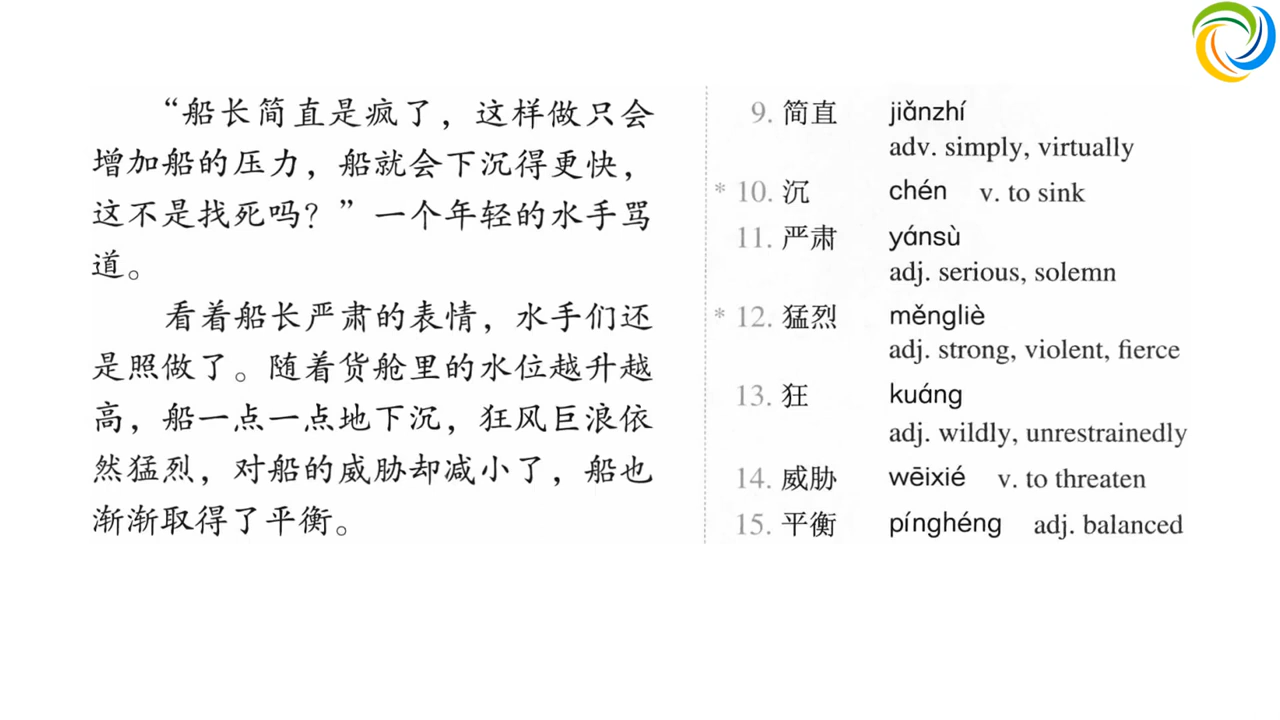 “船长简直是疯了，这样做只会
增加船的压力，船就会下沉得更快，
这不是找死吗？”一个年轻的水手骂
道。
看着船长严肃的表情，水手们还
是照做了。随着货舱里的水位越升越
高，船一点一点地下沉，狂风巨浪依
然猛烈，对船的威胁却减小了，船也
渐渐取得了平衡。
9. 简直 jiǎnzhí
adv. simply, virtually
* 10. 沉 chén v. to sink
11. 严肃 yánsù
adj. serious, solemn
* 12. 猛烈 měngliè
adj. strong, violent, fierce
13. 狂 kuáng
adj. wildly, unrestrainedly
14. 威胁 wēixié v. to threaten
15. 平衡 pínghéng adj. balanced